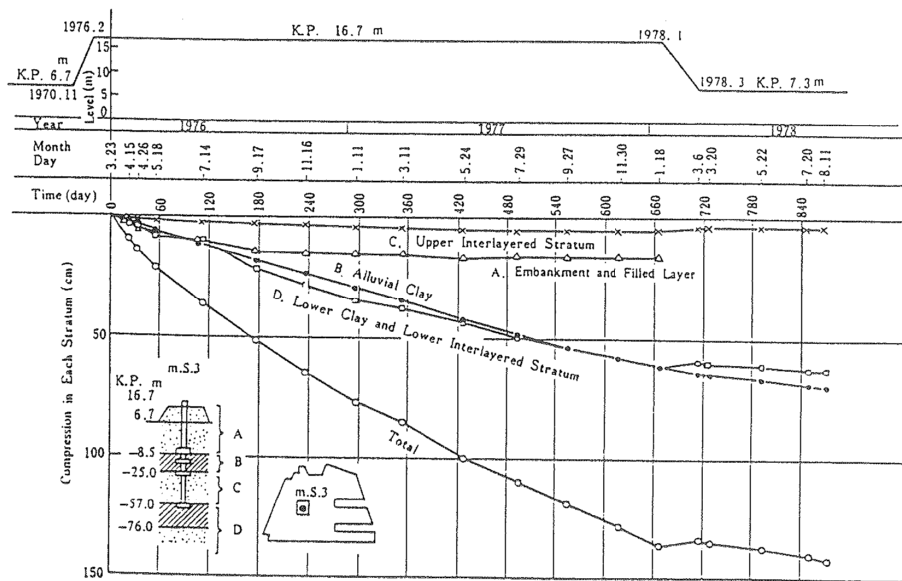 1976.2
K.P. 16.7 m
1978.1
m
K.P. 6.7
1970.11
1978.3 K.P. 7.3 m
Level (m)
15
10
5
0
Year
1976
1977
1973
Month
Day
3.23
4.15
4.26
5.18
7.14
9.17
11.16
1.11
3.11
5.24
7.29
9.27
11.30
1.18
3.6
3.20
5.22
7.20
8.11
Time (day)
0
60
120
180
240
300
360
420
480
540
600
660
720
780
840
C. Upper Interlayered Stratum
A. Embankment and Filled Layer
B. Alluvial Clay
D. Lower Clay and Lower Interlayered Stratum
Total
Compression in Each Stratum (cm)
50
100
150
m.S.3
K.P. m
16.7
6.7
A
-8.5
B
-25.0
C
-57.0
-76.0
D
m.S.3